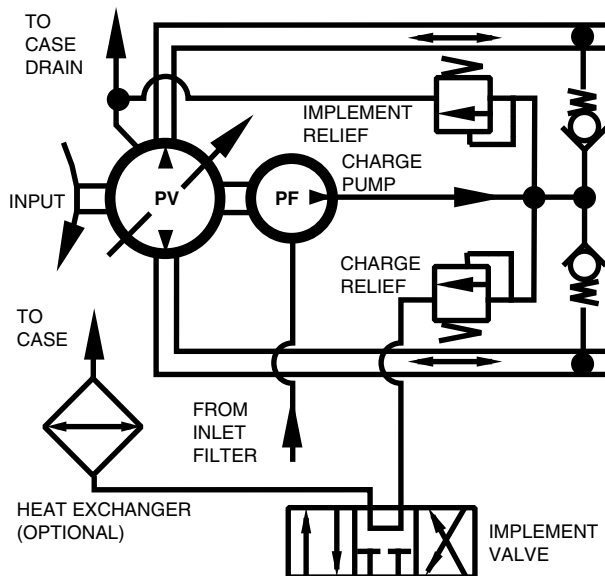 TO
CASE
DRAIN
IMPLEMENT
RELIEF
CHARGE
PUMP
INPUT
PV
PF
CHARGE
RELIEF
TO
CASE
FROM
INLET
FILTER
HEAT EXCHANGER
(OPTIONAL)
IMPLEMENT
VALVE